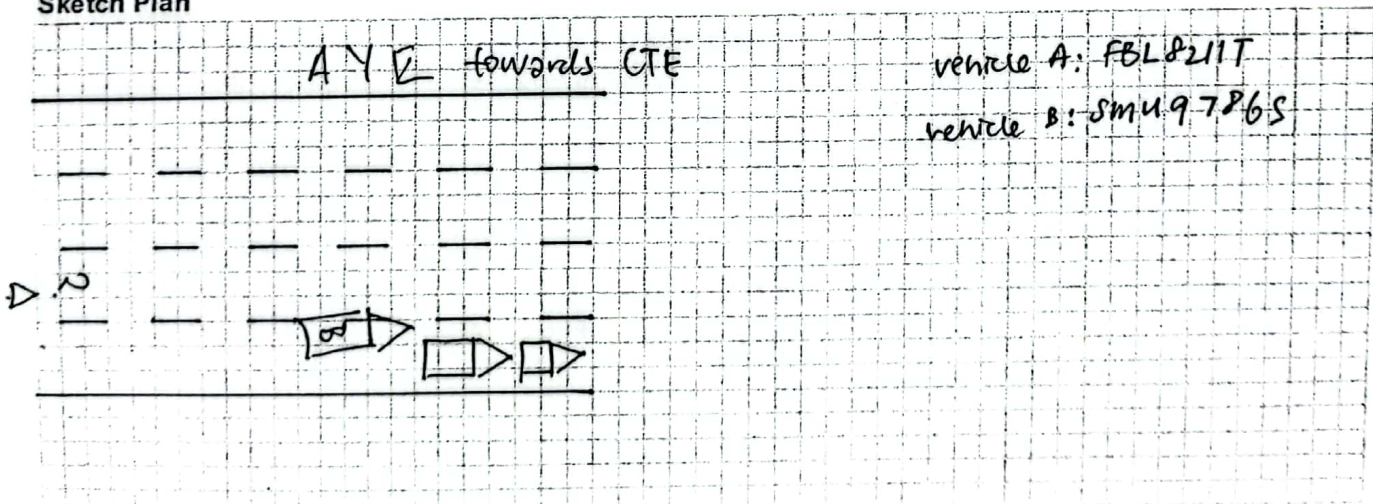 Sketch Plan
AYE towards CTE
vehicle A: FBL8211T
vehicle B: SMU9786S
B